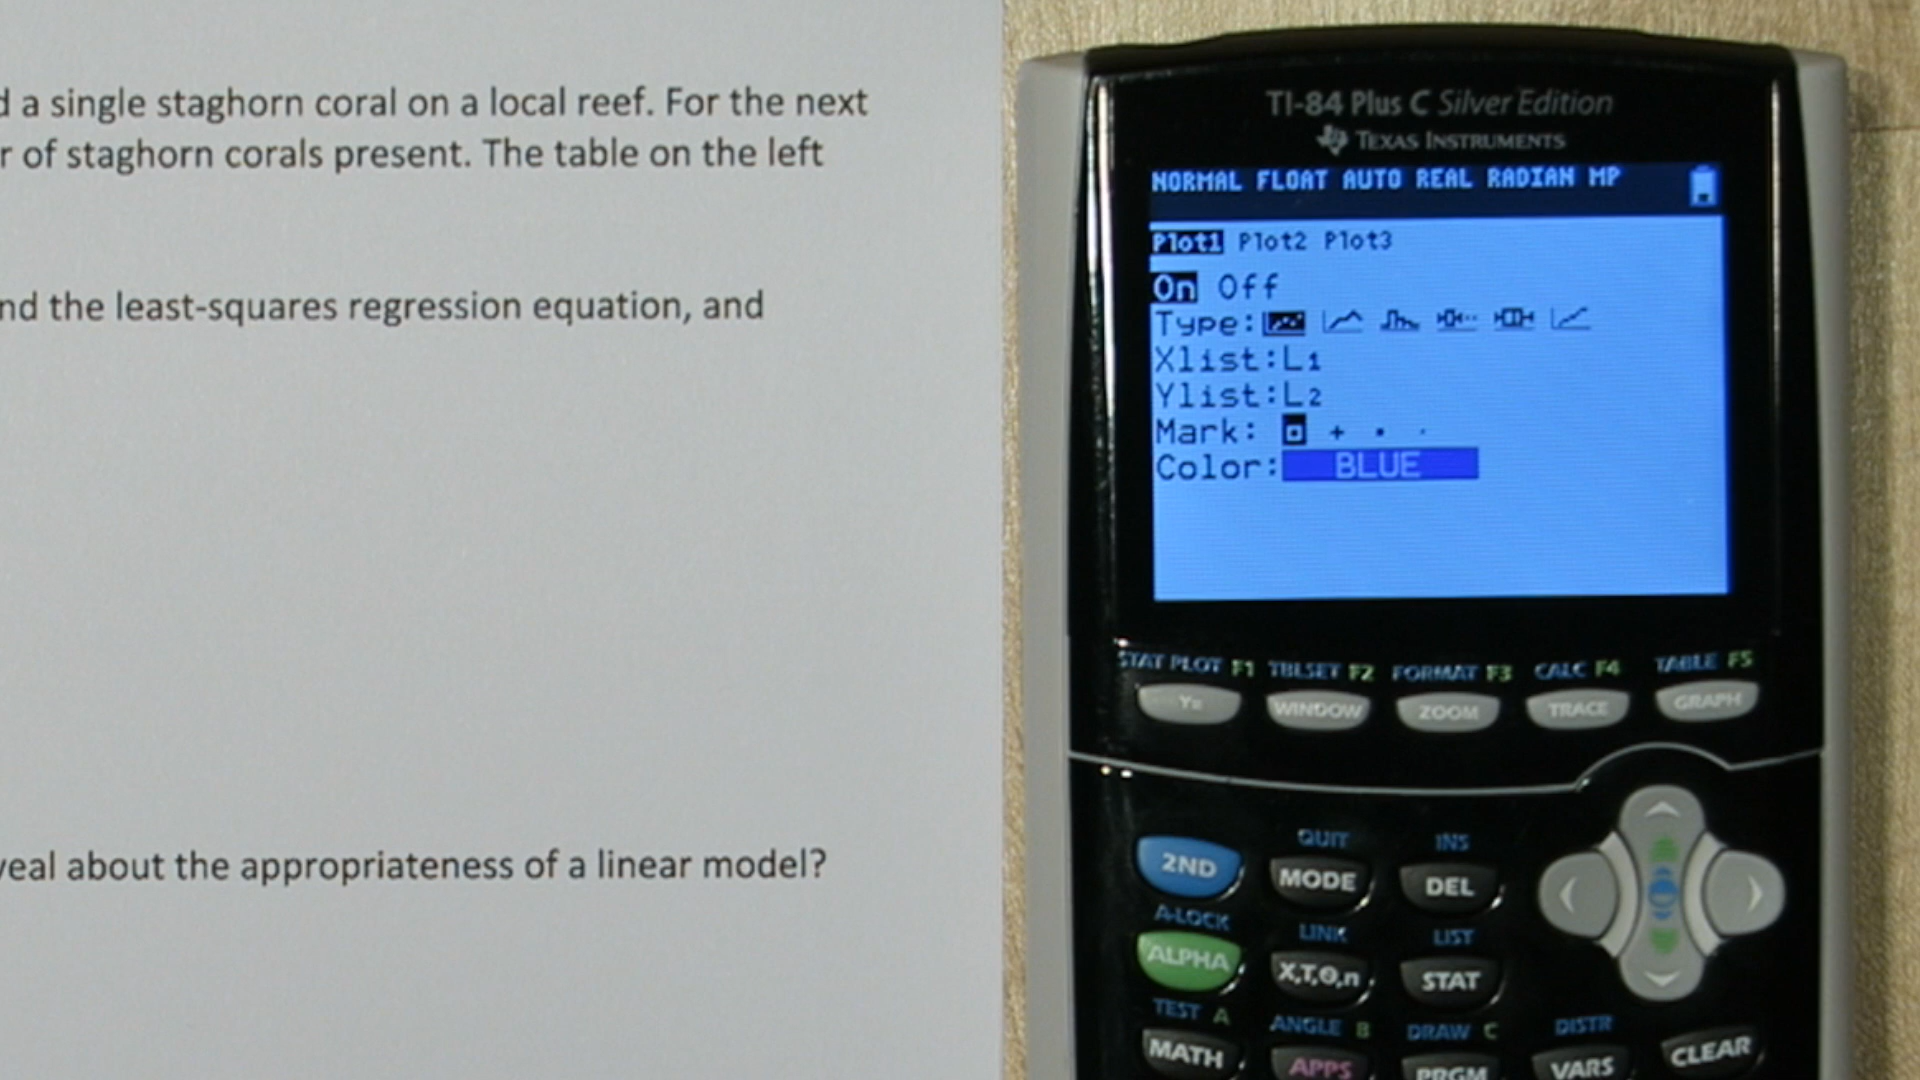 d a single staghorn coral on a local reef. For the next
r of staghorn corals present. The table on the left
nd the least-squares regression equation, and
veal about the appropriateness of a linear model?
TI-84 Plus C Silver Edition
TEXAS INSTRUMENTS
NORMAL FLOAT AUTO REAL RADIAN MP
Plot1 Plot2 Plot3
On Off
Type:
Xlist:L1
Ylist:L2
Mark: + · ·
Color: BLUE
STAT PLOT F1 TBLSET F2 FORMAT F3 CALC F4 TABLE F5
Y= WINDOW ZOOM TRACE GRAPH
QUIT INS
2ND MODE DEL
A-LOCK LINK LIST
ALPHA X,T,Θ,n STAT
TEST A ANGLE B DRAW C DISTR
MATH APPS PRGM VARS CLEAR